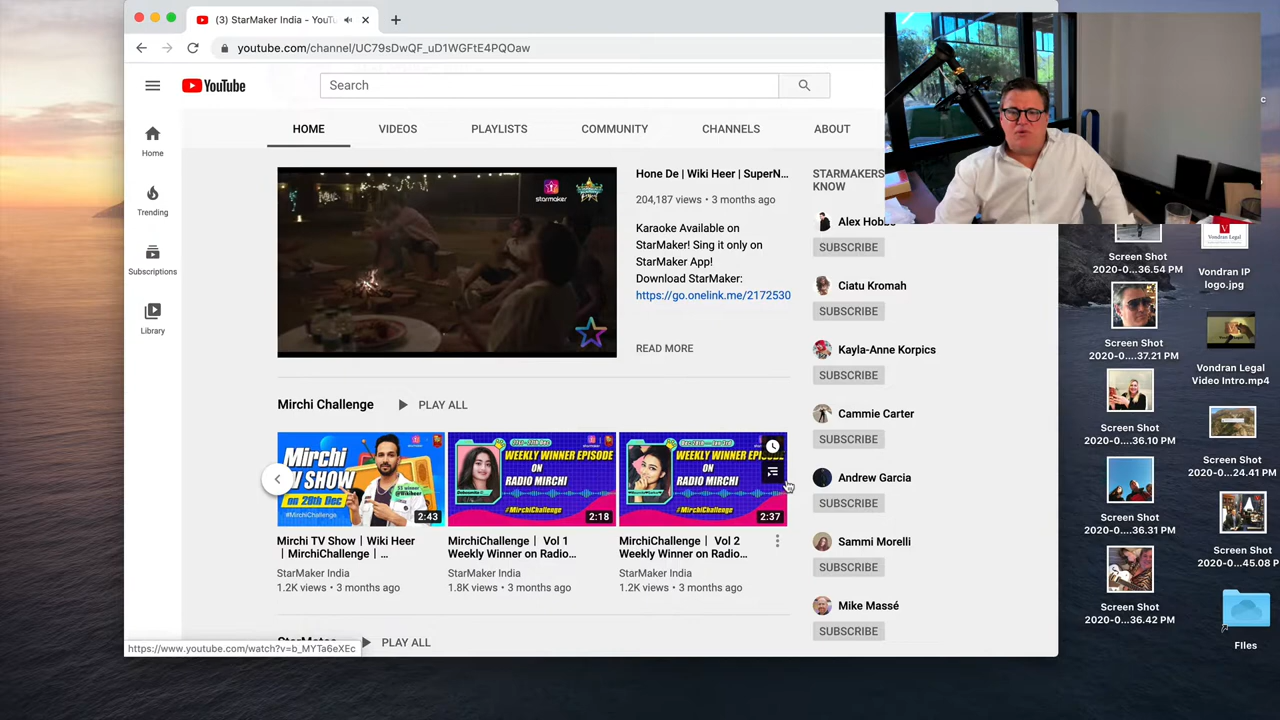 (3) StarMaker India - YouTu
youtube.com/channel/UC79sDwQF_uD1WGFtE4PQOaw
YouTube
Search
HOME VIDEOS PLAYLISTS COMMUNITY CHANNELS ABOUT
Home
Trending
Subscriptions
Library
starmaker
Hone De | Wiki Heer | SuperN...
204,187 views • 3 months ago
Karaoke Available on
StarMaker! Sing it only on
StarMaker App!
Download StarMaker:
https://go.onelink.me/2172530
READ MORE
STARMAKERS
KNOW
Alex Hobb
SUBSCRIBE
Ciatu Kromah
SUBSCRIBE
Kayla-Anne Korpics
SUBSCRIBE
Cammie Carter
SUBSCRIBE
Andrew Garcia
SUBSCRIBE
Sammi Morelli
SUBSCRIBE
Mike Massé
SUBSCRIBE
Mirchi Challenge PLAY ALL
Mirchi
TV SHOW
on 28th Dec
#MirchiChallenge
S1 winner
@Wikiheer
2:43
WEEKLY WINNER EPISODE
ON
RADIO MIRCHI
#MirchiChallenge
2:18
WEEKLY WINNER EPISODE
ON
RADIO MIRCHI
#MirchiChallenge
2:37
Mirchi TV Show | Wiki Heer
| MirchiChallenge | ...
StarMaker India
1.2K views • 3 months ago
MirchiChallenge | Vol 1
Weekly Winner on Radio...
StarMaker India
1.8K views • 3 months ago
MirchiChallenge | Vol 2
Weekly Winner on Radio...
StarMaker India
1.2K views • 3 months ago
PLAY ALL
https://www.youtube.com/watch?v=b_MYTa6eXEc
Screen Shot
2020-0...36.54 PM
Screen Shot
2020-0....37.21 PM
Screen Shot
2020-0...36.10 PM
Screen Shot
2020-0...36.31 PM
Screen Shot
2020-0...36.42 PM
Vondran Legal
Vondran IP
logo.jpg
Vondran Legal
Video Intro.mp4
Screen Shot
2020-0...24.41 PM
Screen Shot
2020-0...45.08 P
FIles